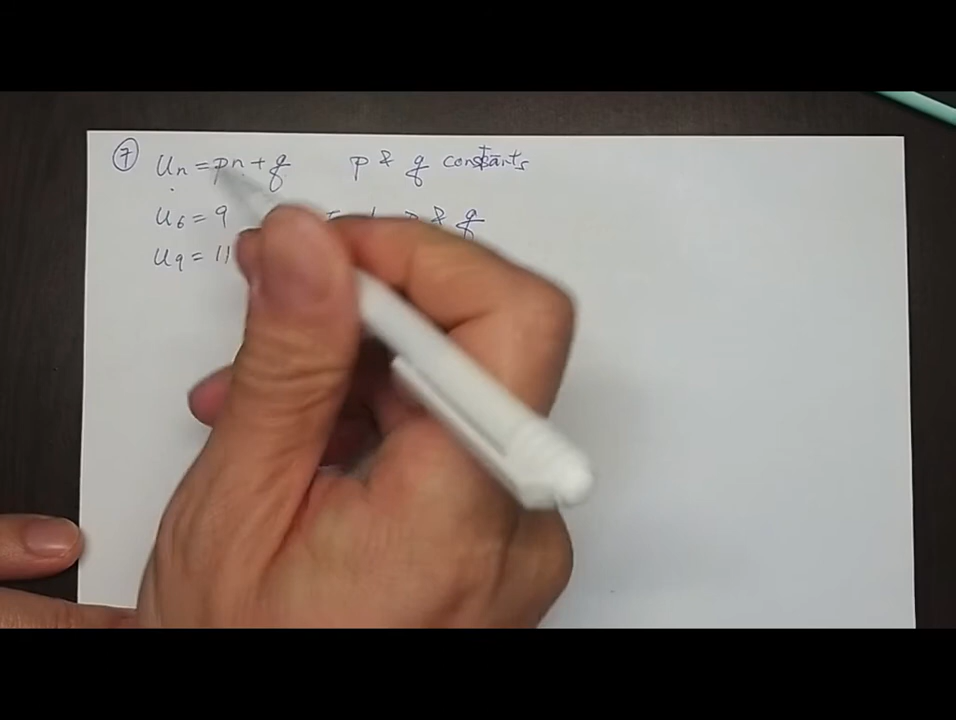 ⑦ Un = pn + q p & q constants
U6 = 9 & q
U9 = 11